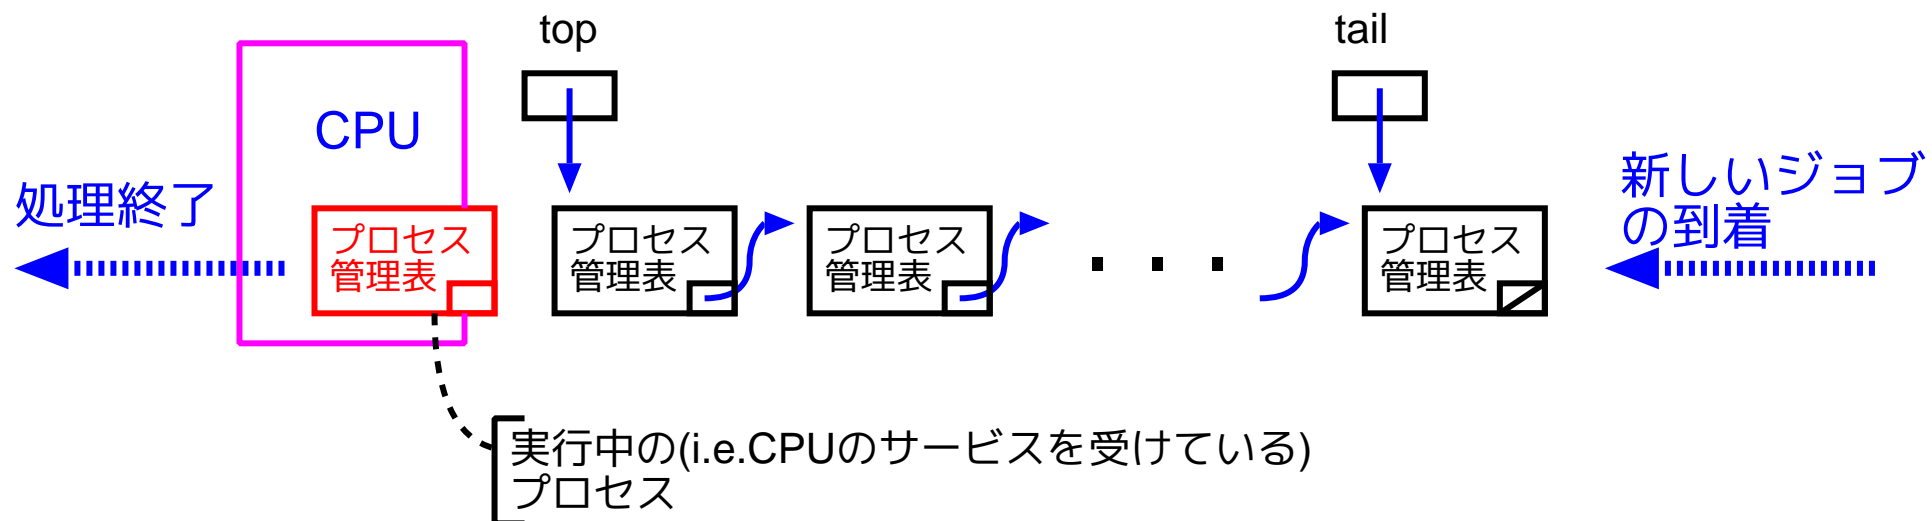 top
tail
CPU
処理終了
プロセス
管理表
プロセス
管理表
プロセス
管理表
プロセス
管理表
新しいジョブ
の到着
実行中の(i.e.CPUのサービスを受けている)
プロセス